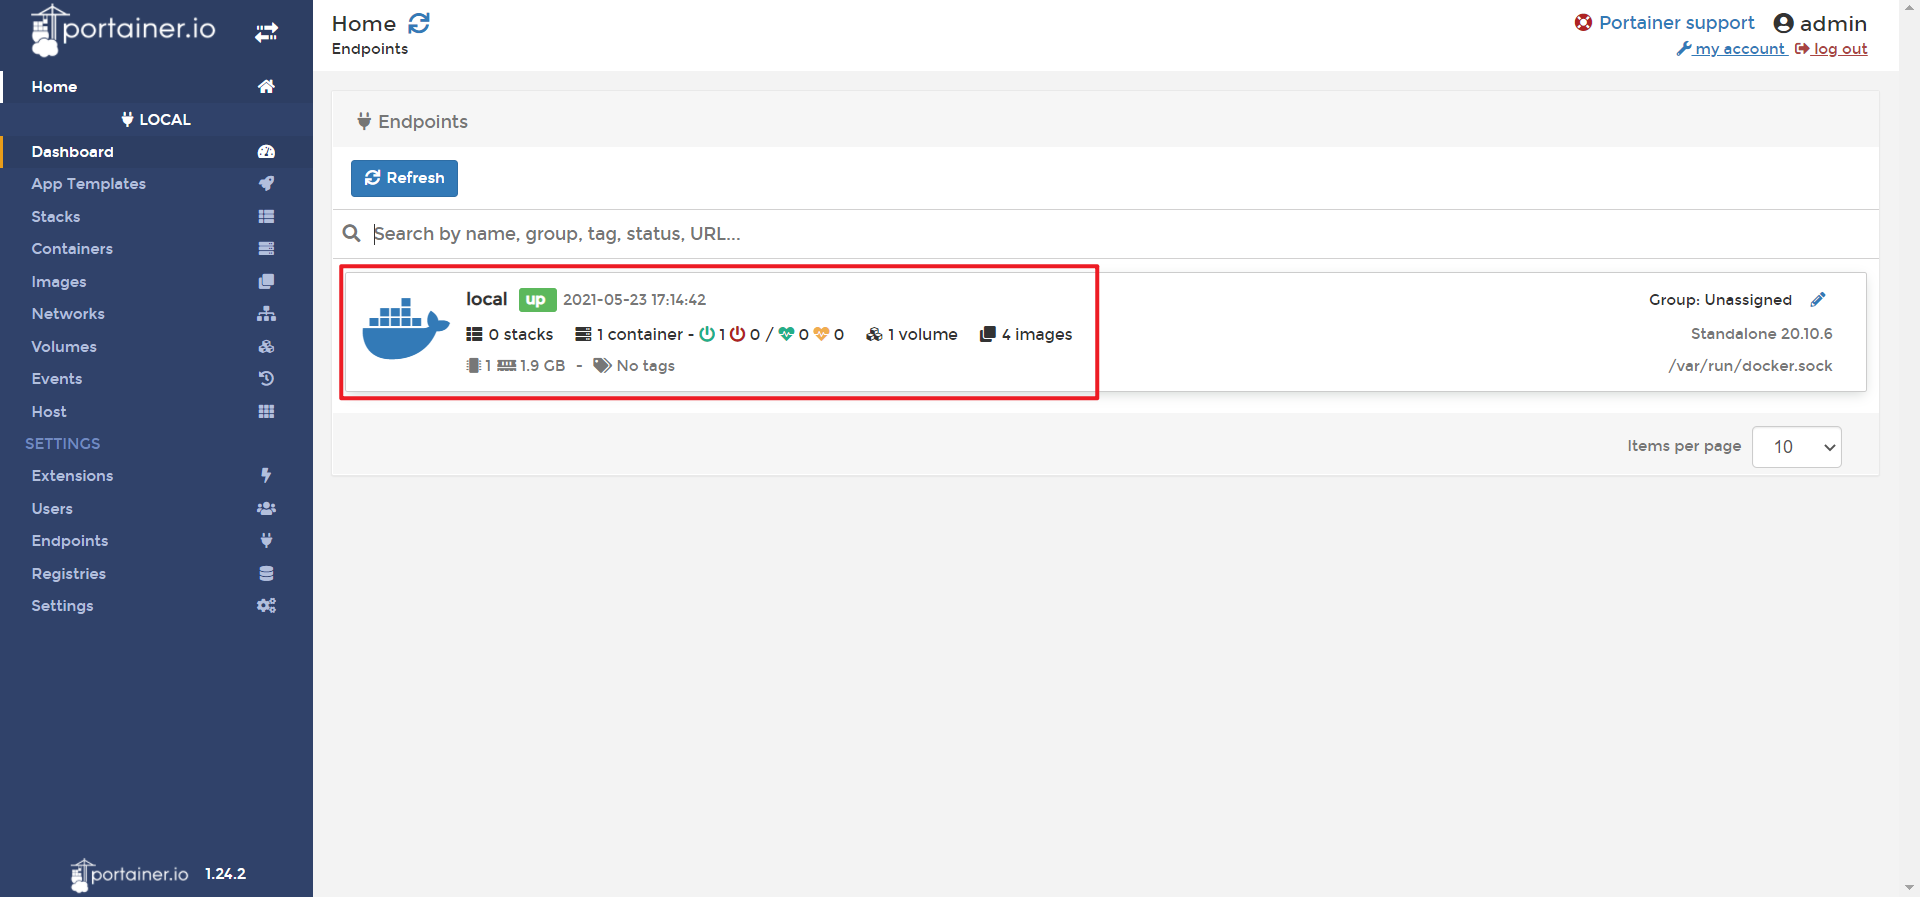 portainer.io
Home
LOCAL
Dashboard
App Templates
Stacks
Containers
Images
Networks
Volumes
Events
Host
SETTINGS
Extensions
Users
Endpoints
Registries
Settings
portainer.io 1.24.2
Home
Endpoints
Portainer support admin
my account log out
Endpoints
Refresh
Search by name, group, tag, status, URL...
local up 2021-05-23 17:14:42
0 stacks 1 container - 1 0 / 0 0 1 volume 4 images
1 1.9 GB - No tags
Group: Unassigned
Standalone 20.10.6
/var/run/docker.sock
Items per page 10